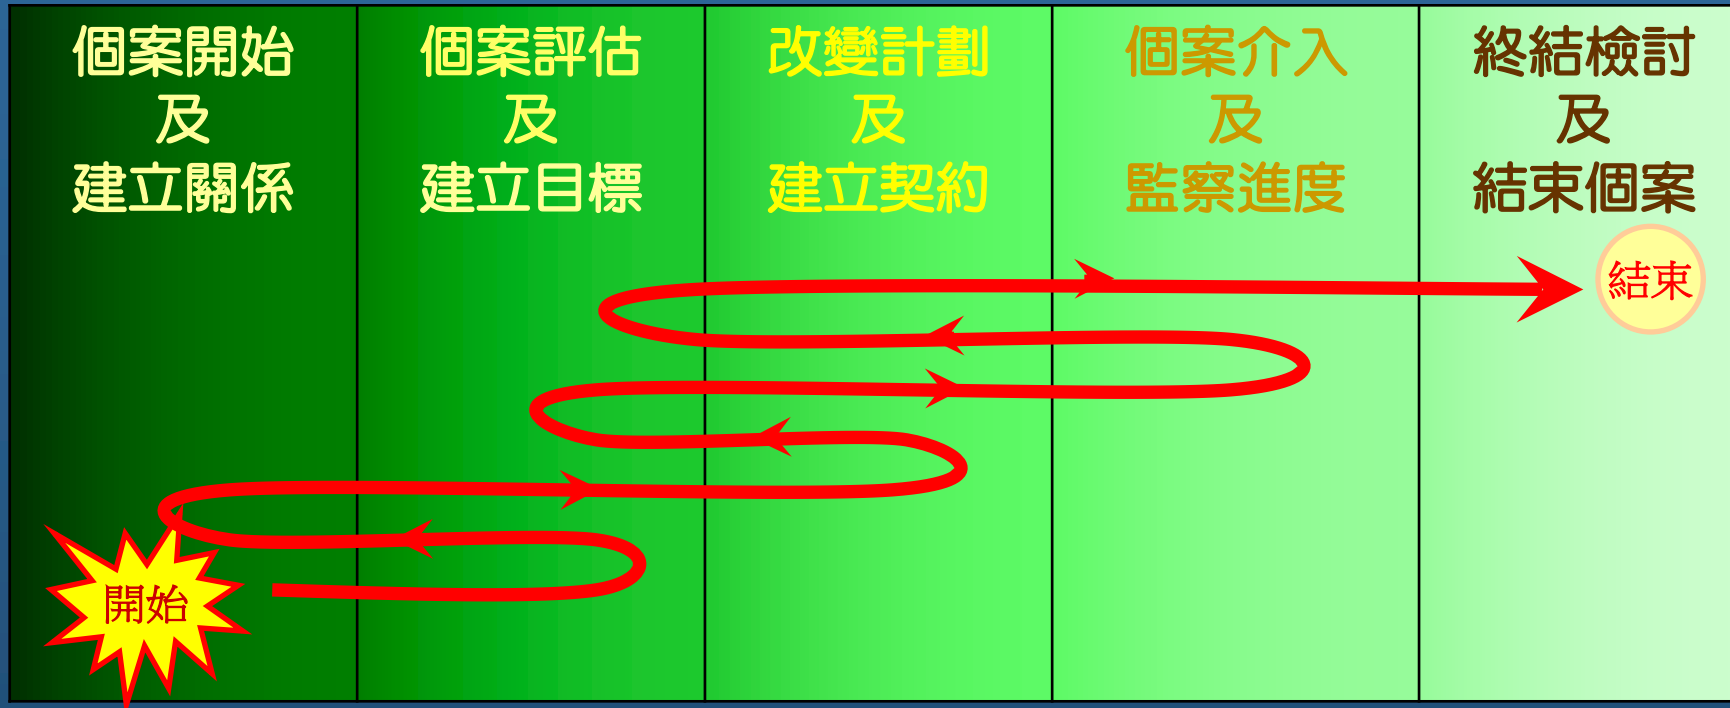 個案開始
及
建立關係
個案評估
及
建立目標
改變計劃
及
建立契約
個案介入
及
監察進度
終結檢討
及
結束個案
結束
開始